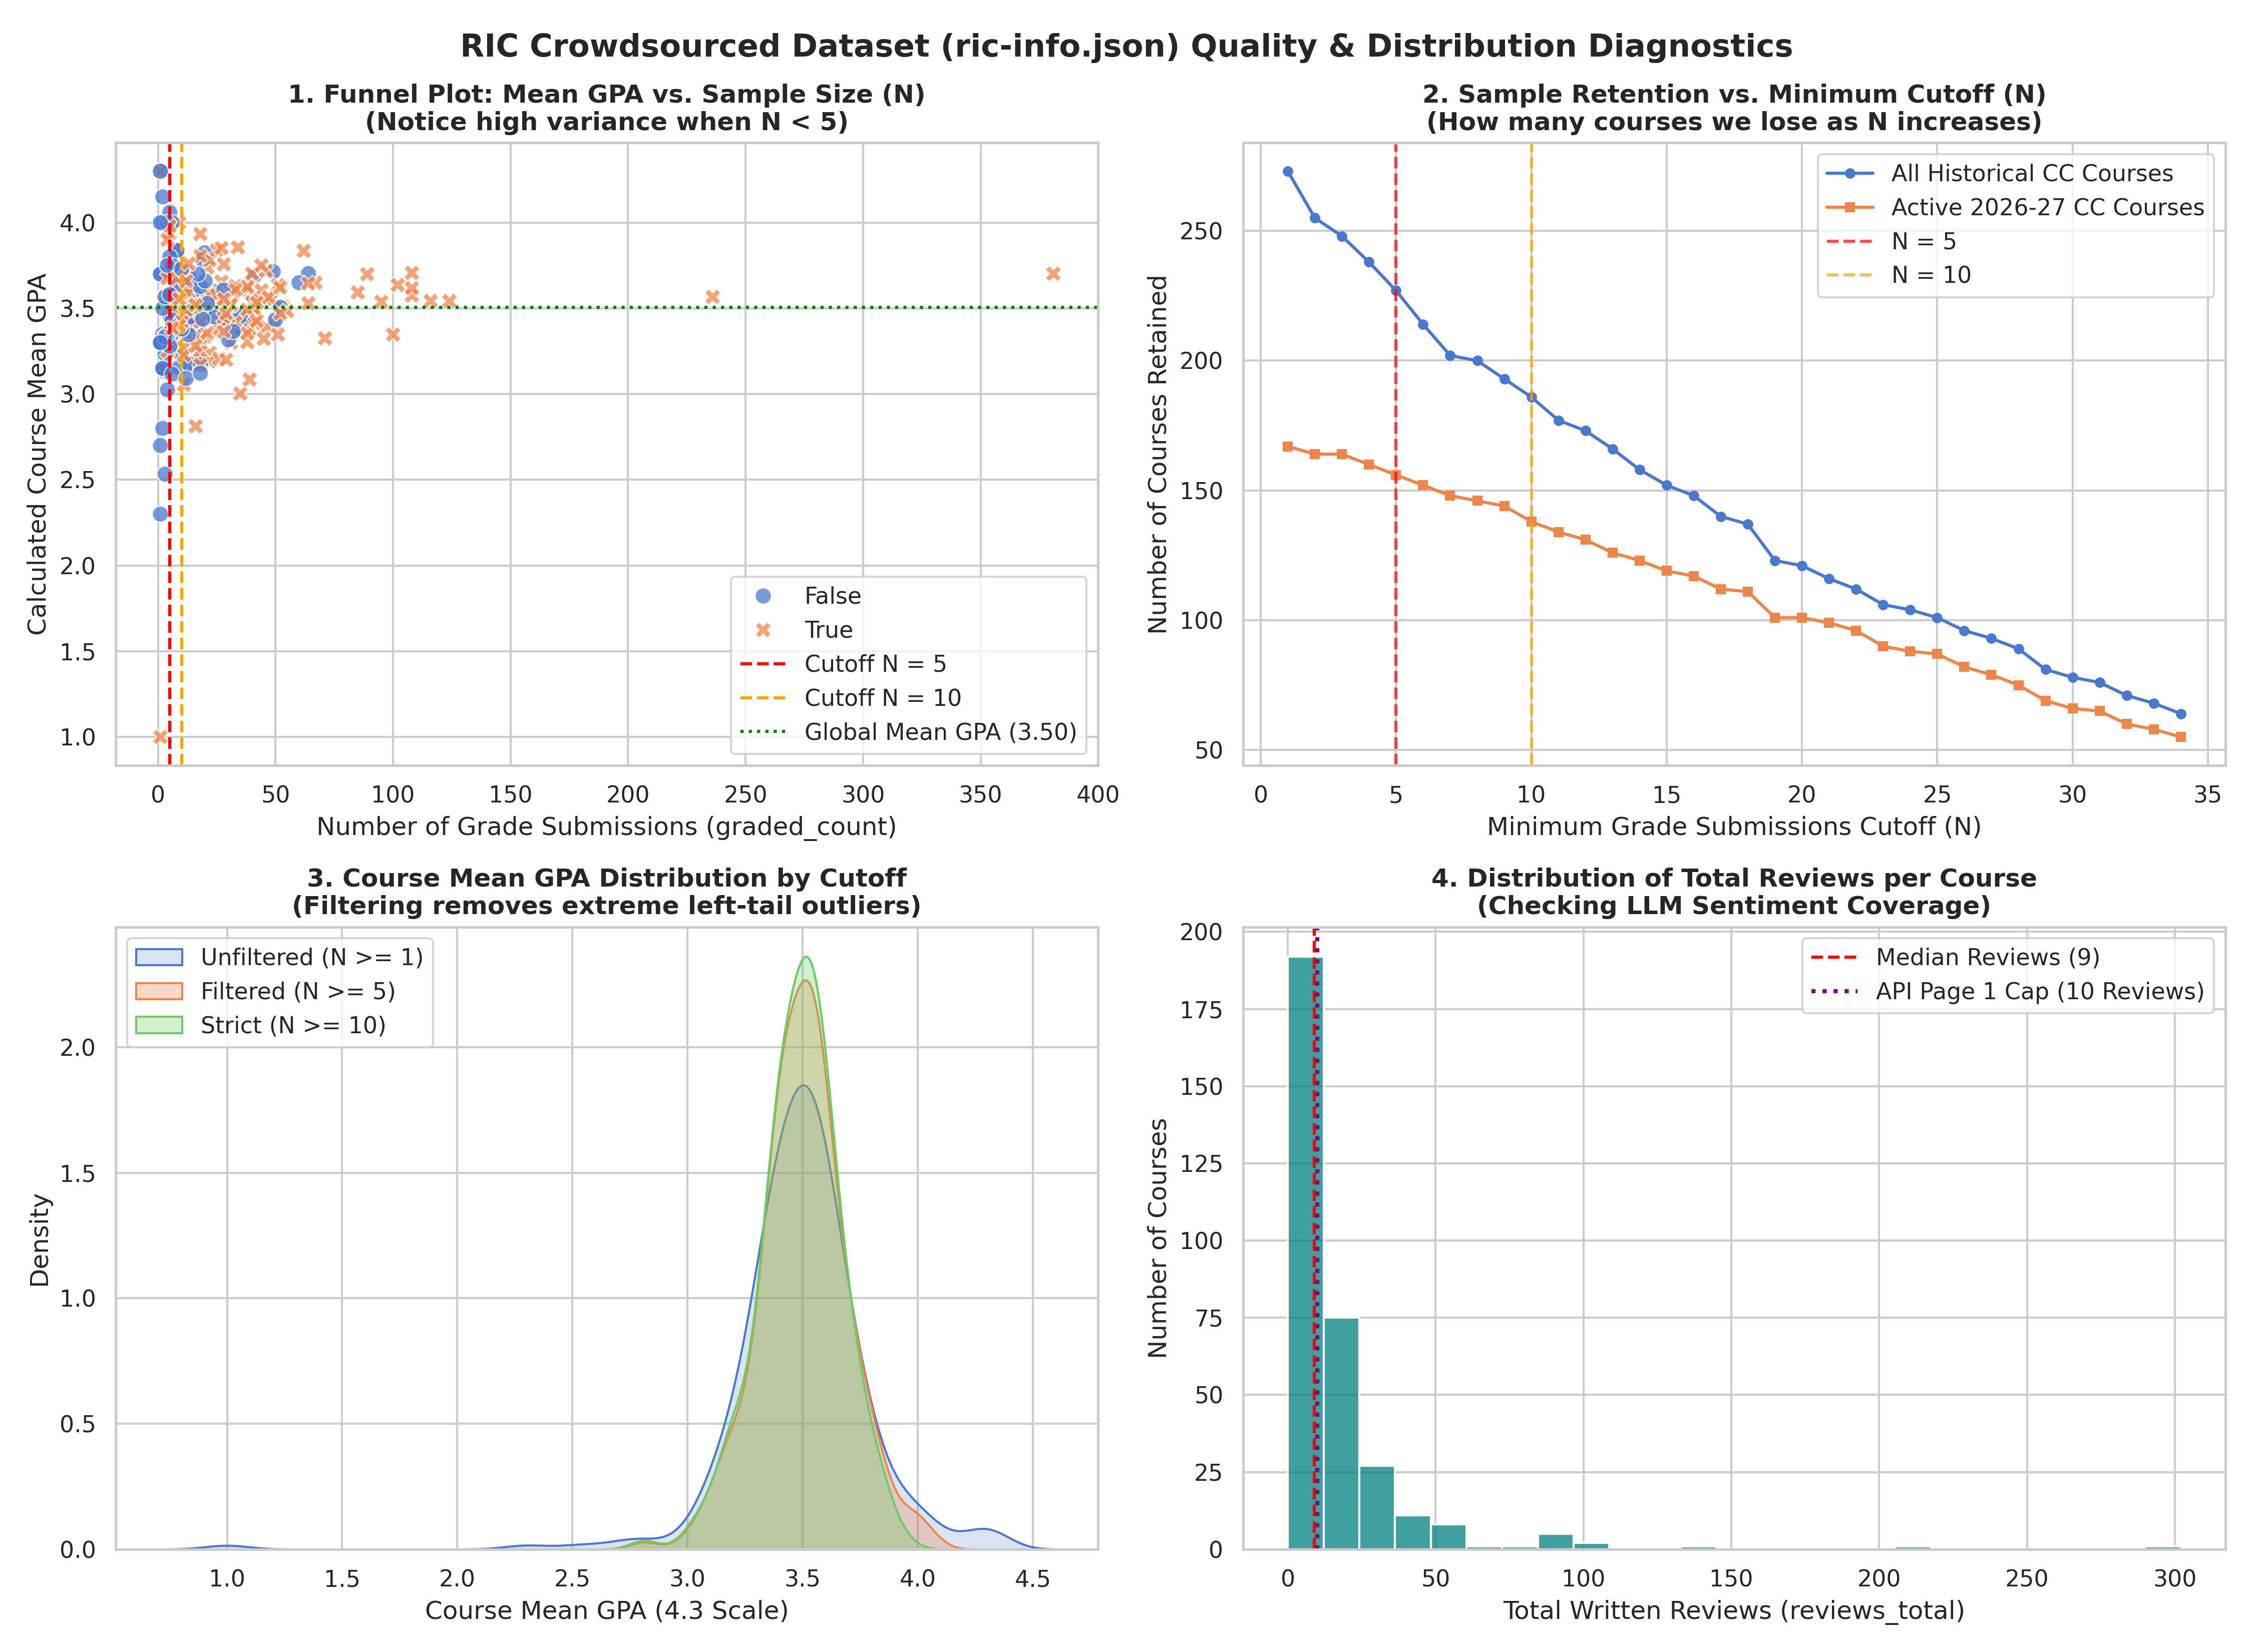 RIC Crowdsourced Dataset (ric-info.json) Quality & Distribution Diagnostics
1. Funnel Plot: Mean GPA vs. Sample Size (N)
(Notice high variance when N < 5)
Calculated Course Mean GPA
4.0
3.5
3.0
2.5
2.0
1.5
1.0
False
True
Cutoff N = 5
Cutoff N = 10
Global Mean GPA (3.50)
0 50 100 150 200 250 300 350 400
Number of Grade Submissions (graded_count)
2. Sample Retention vs. Minimum Cutoff (N)
(How many courses we lose as N increases)
Number of Courses Retained
250
200
150
100
50
All Historical CC Courses
Active 2026-27 CC Courses
N = 5
N = 10
0 5 10 15 20 25 30 35
Minimum Grade Submissions Cutoff (N)
3. Course Mean GPA Distribution by Cutoff
(Filtering removes extreme left-tail outliers)
Density
2.0
1.5
1.0
0.5
0.0
Unfiltered (N >= 1)
Filtered (N >= 5)
Strict (N >= 10)
1.0 1.5 2.0 2.5 3.0 3.5 4.0 4.5
Course Mean GPA (4.3 Scale)
4. Distribution of Total Reviews per Course
(Checking LLM Sentiment Coverage)
Number of Courses
200
175
150
125
100
75
50
25
0
Median Reviews (9)
API Page 1 Cap (10 Reviews)
0 50 100 150 200 250 300
Total Written Reviews (reviews_total)